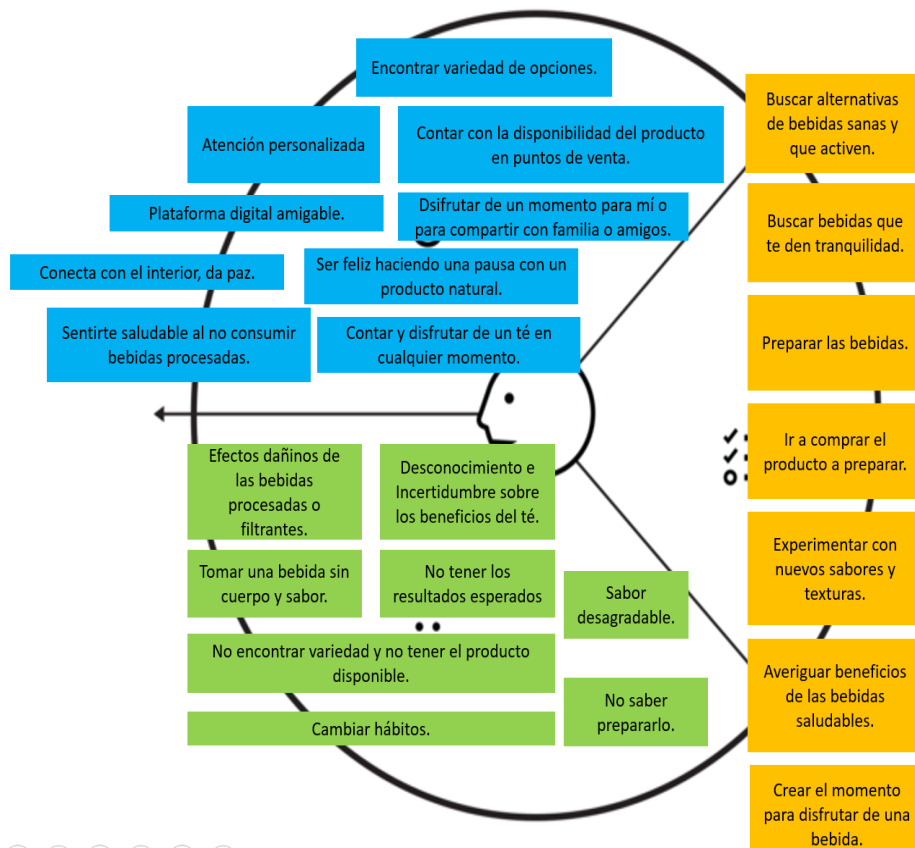 Encontrar variedad de opciones.
Atención personalizada
Contar con la disponibilidad del producto
en puntos de venta.
Plataforma digital amigable.
Dsifrutar de un momento para mí o
para compartir con familia o amigos.
Conecta con el interior, da paz.
Ser feliz haciendo una pausa con un
producto natural.
Sentirte saludable al no consumir
bebidas procesadas.
Contar y disfrutar de un té en
cualquier momento.
Efectos dañinos de
las bebidas
procesadas o
filtrantes.
Desconocimiento e
Incertidumbre sobre
los beneficios del té.
Tomar una bebida sin
cuerpo y sabor.
No tener los
resultados esperados
Sabor
desagradable.
No encontrar variedad y no tener el producto
disponible.
No saber
prepararlo.
Cambiar hábitos.
Buscar alternativas
de bebidas sanas y
que activen.
Buscar bebidas que
te den tranquilidad.
Preparar las bebidas.
Ir a comprar el
producto a preparar.
Experimentar con
nuevos sabores y
texturas.
Averiguar beneficios
de las bebidas
saludables.
Crear el momento
para disfrutar de una
bebida.